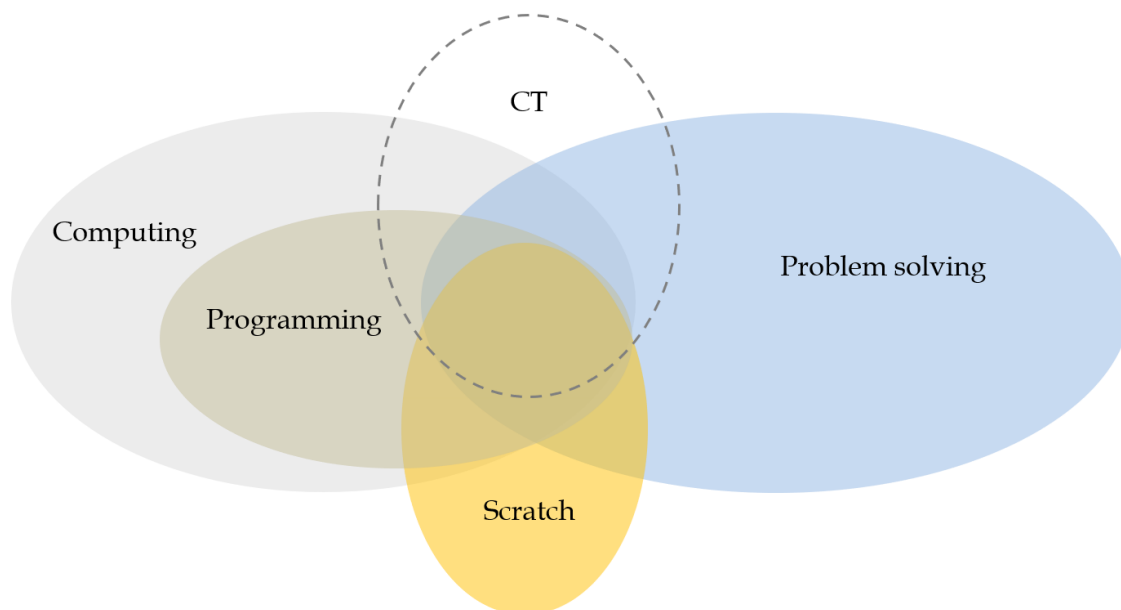 CT
Computing
Problem solving
Programming
Scratch